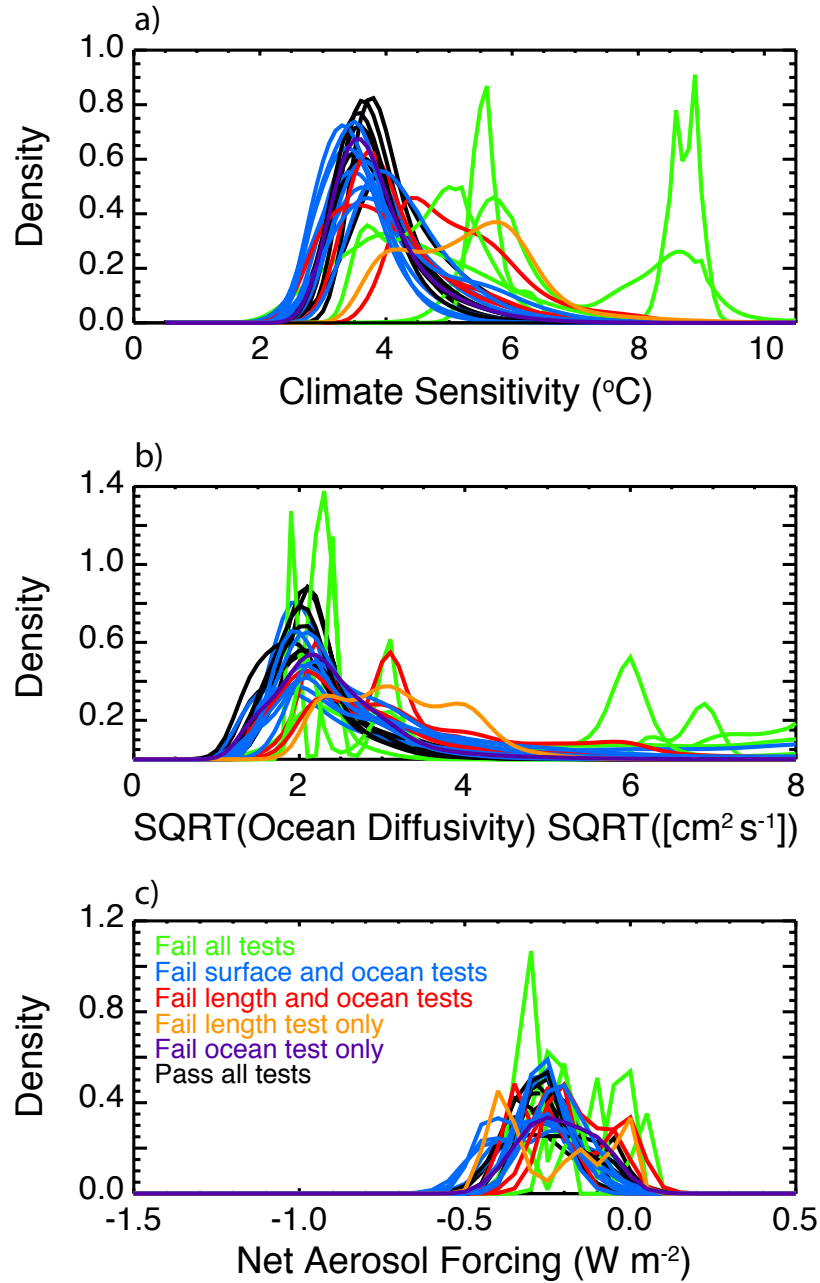 a)
1.0
0.8
0.6
0.4
0.2
0.0
Density
0 2 4 6 8 10
Climate Sensitivity (°C)
b)
1.4
1.0
0.6
0.2
Density
0 2 4 6 8
SQRT(Ocean Diffusivity) SQRT([cm² s⁻¹])
c)
1.2
0.8
0.4
0.0
Density
Fail all tests
Fail surface and ocean tests
Fail length and ocean tests
Fail length test only
Fail ocean test only
Pass all tests
-1.5 -1.0 -0.5 0.0 0.5
Net Aerosol Forcing (W m⁻²)